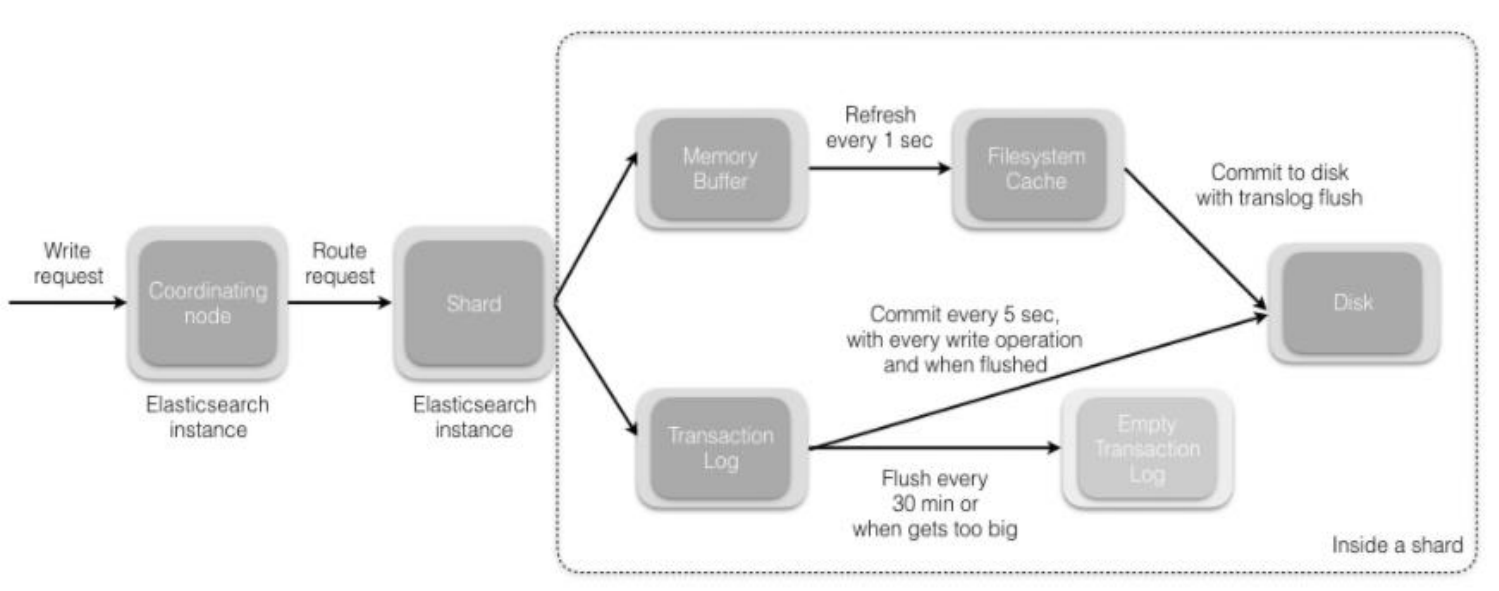 Write
request
Coordinating
node
Elasticsearch
instance
Route
request
Shard
Elasticsearch
instance
Memory
Buffer
Refresh
every 1 sec
Filesystem
Cache
Commit to disk
with translog flush
Disk
Commit every 5 sec,
with every write operation
and when flushed
Transaction
Log
Flush every
30 min or
when gets too big
Empty
Transaction
Log
Inside a shard